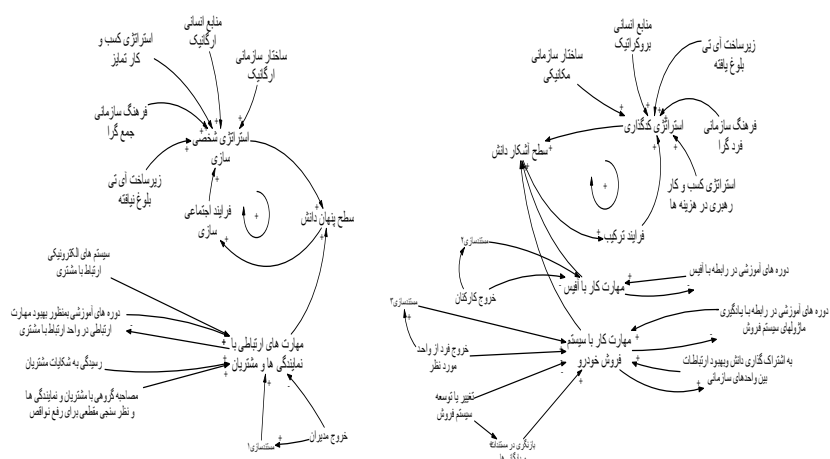 منابع انسانی
ارگانیک
استراتژی کسب و
کار تمایز
ساختار سازمانی
ارگانیک
فرهنگ سازمانی
جمع گرا
استراتژی شخصی
سازی
زیرساخت آی تی
بلوغ نیافته
فرایند اجتماعی
سازی
سطح پنهان دانش
سیستم های الکترونیکی
ارتباط با مشتری
دوره های آموزشی بمنظور بهبود مهارت
ارتباطی در واحد ارتباط با مشتری
مهارت های ارتباطی با
نمایندگی ها و مشتریان
رسیدگی به شکایات مشتریان
مصاحبه گروهی با مشتریان و نمایندگی ها
و نظر سنجی مقطعی برای رفع نواقص
مستندسازی۱
خروج مدیران
منابع انسانی
بروکراتیک
زیرساخت آی تی
بلوغ یافته
ساختار سازمانی
مکانیکی
استراتژی کدگذاری
فرهنگ سازمانی
فرد گرا
سطح آشکار دانش
استراتژی کسب و کار
رهبری در هزینه ها
فرایند ترکیب
مستندسازی۲
دوره های آموزشی در رابطه با آفیس
مهارت کار با آفیس
خروج کارکنان
مستندسازی۳
دوره های آموزشی در رابطه با یادگیری
ماژولهای سیستم فروش
مهارت کار با سیستم
فروش خودرو
خروج فرد از واحد
مورد نظر
به اشتراک گذاری دانش وبهبود ارتباطات
بین واحدهای سازمانی
تغییر یا توسعه
سیستم فروش
بازنگری در مستندات